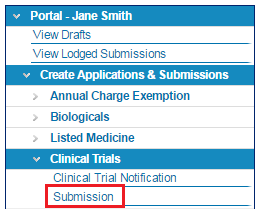 Portal - Jane Smith
View Drafts
View Lodged Submissions
Create Applications & Submissions
Annual Charge Exemption
Biologicals
Listed Medicine
Clinical Trials
Clinical Trial Notification
Submission